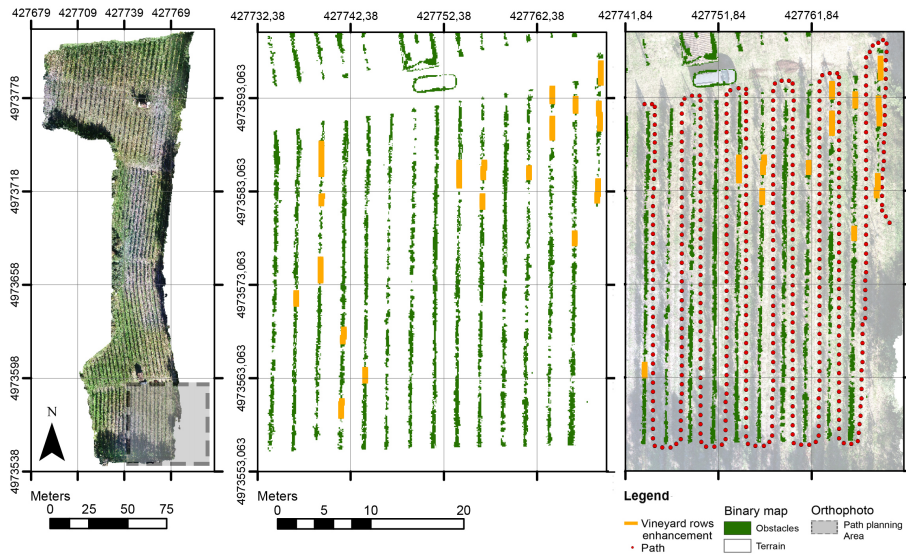 427679 427709 427739 427769
427732,38 427742,38 427752,38 427762,38
427741,84 427751,84 427761,84
4973778
4973718
4973658
4973598
4973538
4973593,063
4973583,063
4973573,063
4973563,063
4973553,063
N
Meters
0 25 50 75
Meters
0 5 10 20
Legend
Vineyard rows
enhancement
Path
Binary map
Obstacles
Terrain
Orthophoto
Path planning
Area